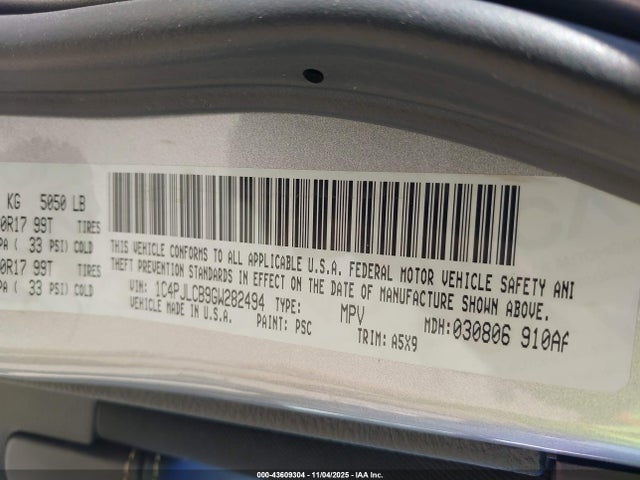 KG 5050 LB
0R17 99T TIRES
PA ( 33 PSI) COLD
0R17 99T TIRES
PA ( 33 PSI) COLD
THIS VEHICLE CONFORMS TO ALL APPLICABLE U.S.A. FEDERAL MOTOR VEHICLE SAFETY AND
THEFT PREVENTION STANDARDS IN EFFECT ON THE DATE OF MANUFACTURE SHOWN ABOVE.
VIN: 1C4PJLCB9GW282494 TYPE: MPV MDH:030806 910AF
VEHICLE MADE IN U.S.A. PAINT: PSC TRIM: A5X9
000-43609304 - 11/04/2025 - IAA Inc.